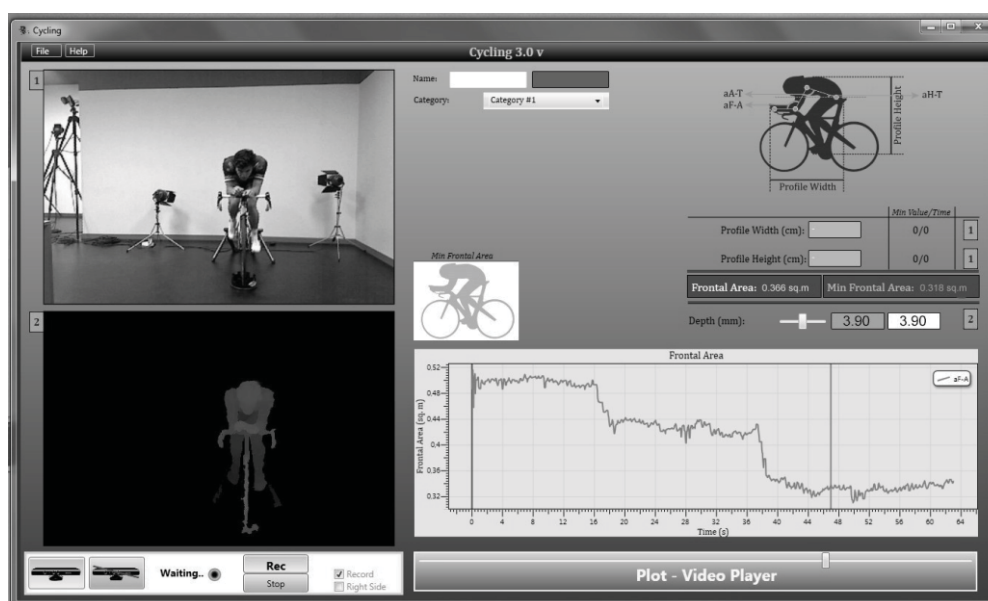 Cycling
File Help
Cycling 3.0 v
1
Name:
Category: Category #1
aA-T
aF-A
aH-T
Profile Height
Profile Width
Min Value/Time
Profile Width (cm): 0/0 1
Profile Height (cm): 0/0 1
Min Frontal Area
Frontal Area: 0.366 sq.m Min Frontal Area: 0.318 sq.m
2
Depth (mm): 3.90 3.90 2
Frontal Area
aF-A
Frontal Area (sq. m)
0.52
0.48
0.44
0.4
0.36
0.32
0 4 8 12 16 20 24 28 32 36 40 44 48 52 56 60 64
Time (s)
Waiting..
Rec
Stop
Record
Right Side
Plot - Video Player